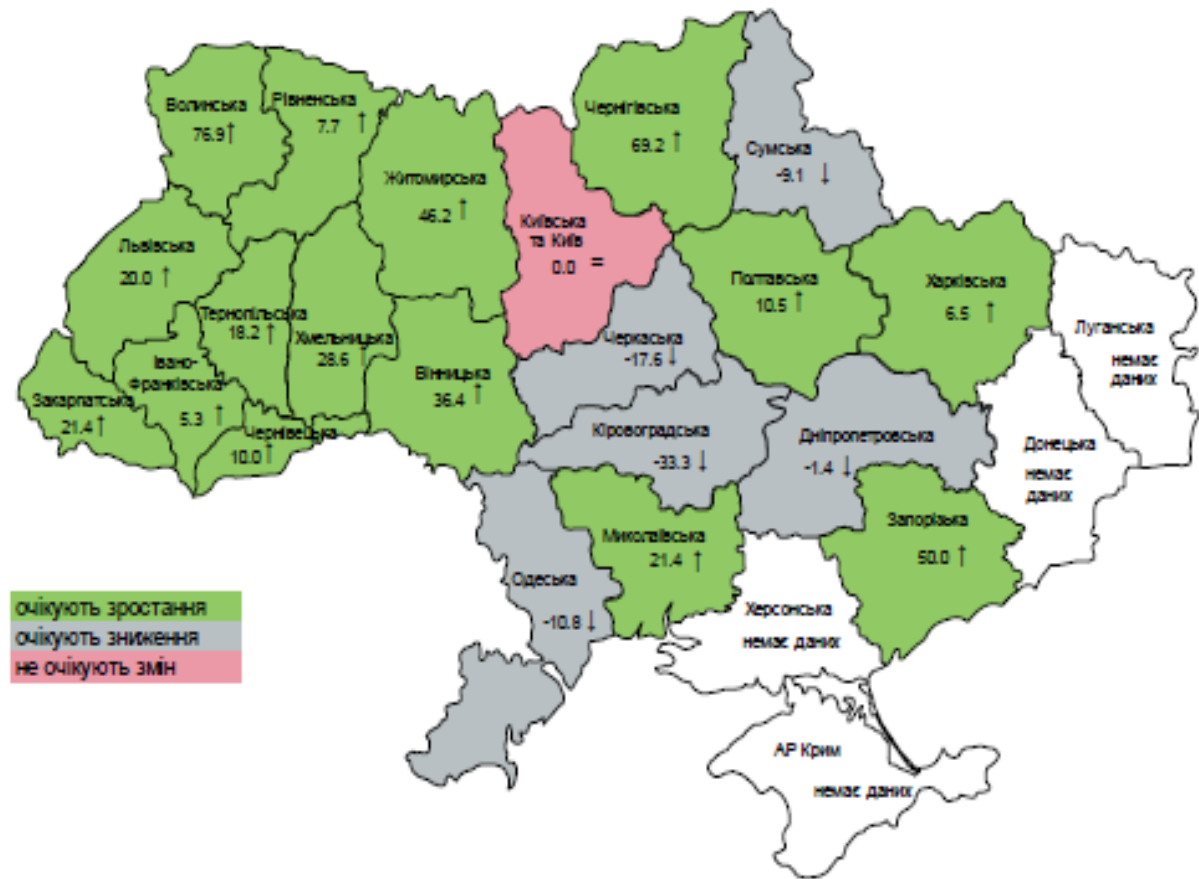 Волинська
76.9 ↑
Рівненська
7.7 ↑
Житомирська
46.2 ↑
Київська
та Київ
0.0 =
Чернігівська
69.2 ↑
Сумська
-9.1 ↓
Львівська
20.0 ↑
Тернопільська
18.2 ↑
Хмельницька
28.6 ↑
Вінницька
36.4 ↑
Черкаська
-17.6 ↓
Полтавська
10.5 ↑
Харківська
6.5 ↑
Луганська
немає
даних
Закарпатська
21.4 ↑
Івано-
Франківська
5.3 ↑
Чернівецька
10.0 ↑
Кіровоградська
-33.3 ↓
Дніпропетровська
-1.4 ↓
Донецька
немає
даних
Одеська
-10.8 ↓
Миколаївська
21.4 ↑
Запорізька
50.0 ↑
Херсонська
немає даних
АР Крим
немає даних
очікують зростання
очікують зниження
не очікують змін